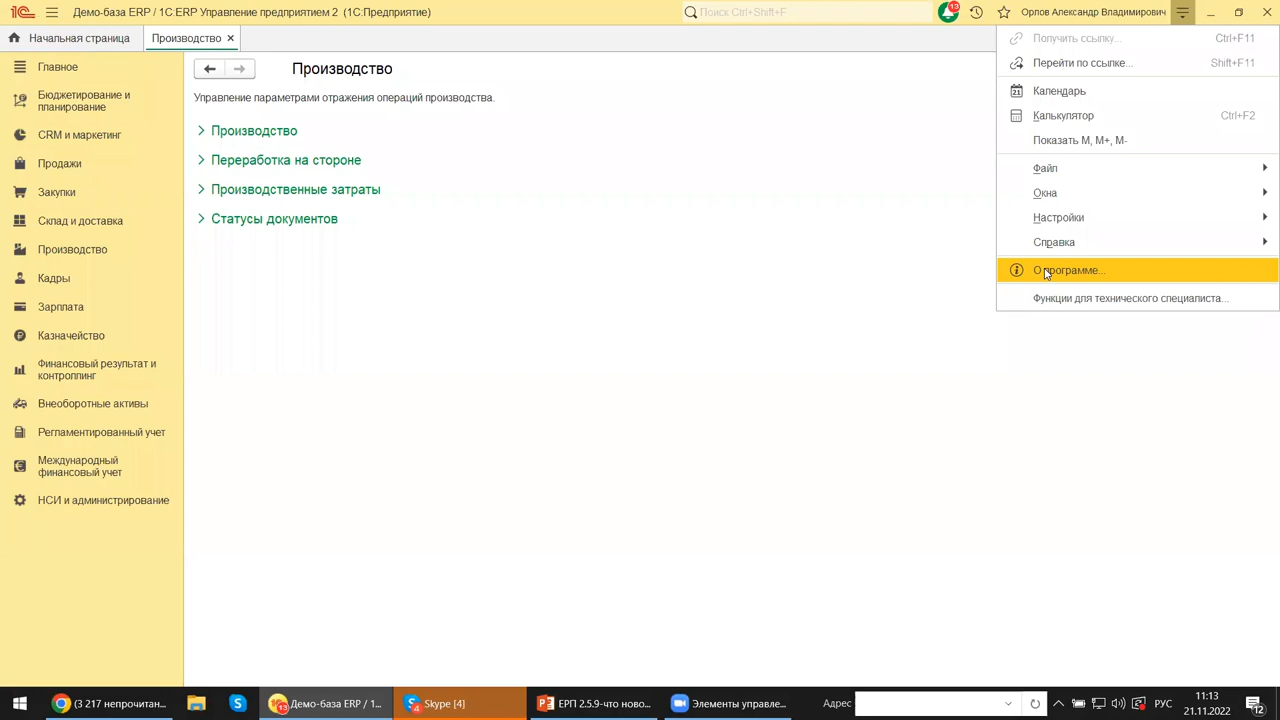 Демо-база ERP / 1С:ERP Управление предприятием 2 (1С:Предприятие)
Поиск Ctrl+Shift+F
13
Орлов Александр Владимирович
Начальная страница
Производство ×
Главное
Бюджетирование и
планирование
CRM и маркетинг
Продажи
Закупки
Склад и доставка
Производство
Кадры
Зарплата
Казначейство
Финансовый результат и
контроллинг
Внеоборотные активы
Регламентированный учет
Международный
финансовый учет
НСИ и администрирование
Производство
Управление параметрами отражения операций производства.
Производство
Переработка на стороне
Производственные затраты
Статусы документов
Получить ссылку... Ctrl+F11
Перейти по ссылке... Shift+F11
Календарь
Калькулятор Ctrl+F2
Показать M, M+, M-
Файл
Окна
Настройки
Справка
О программе...
Функции для технического специалиста...
(3 217 непрочитан...
Демо-база ERP / 1...
Skype [4]
ЕРП 2.5.9-что ново...
Элементы управле...
Адрес
РУС
11:13
21.11.2022
12